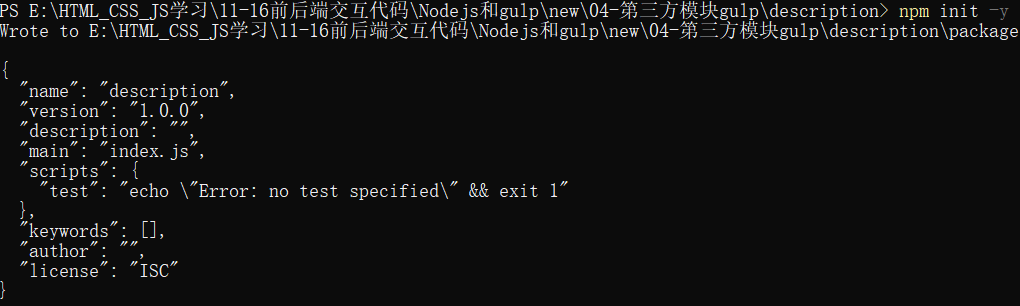 PS E:\HTML_CSS_JS学习\11-16前后端交互代码\Nodejs和gulp\new\04-第三方模块gulp\description> npm init -y
Wrote to E:\HTML_CSS_JS学习\11-16前后端交互代码\Nodejs和gulp\new\04-第三方模块gulp\description\package
{
  "name": "description",
  "version": "1.0.0",
  "description": "",
  "main": "index.js",
  "scripts": {
    "test": "echo \"Error: no test specified\" && exit 1"
  },
  "keywords": [],
  "author": "",
  "license": "ISC"
}